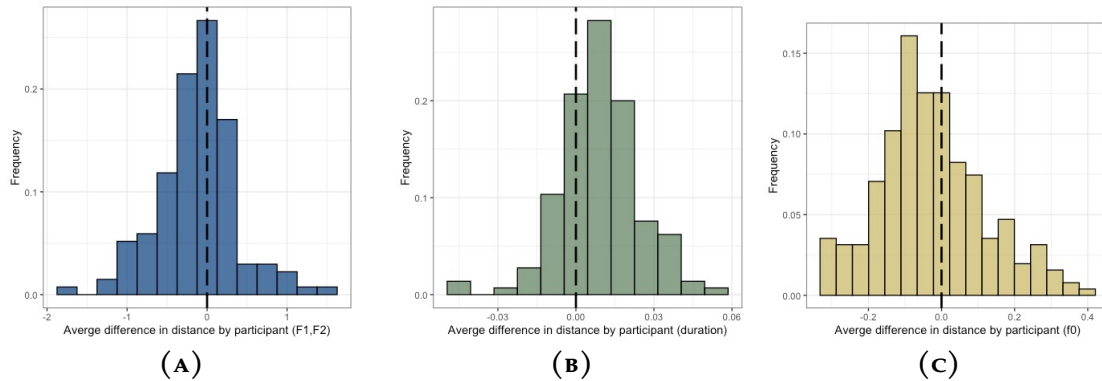 Frequency
0.2
0.1
0.0
-2
-1
0
1
Averge difference in distance by participant (F1,F2)
(A)
Frequency
0.2
0.1
0.0
-0.03
0.00
0.03
0.06
Averge difference in distance by participant (duration)
(B)
Frequency
0.15
0.10
0.05
0.00
-0.2
0.0
0.2
0.4
Averge difference in distance by participant (f0)
(C)